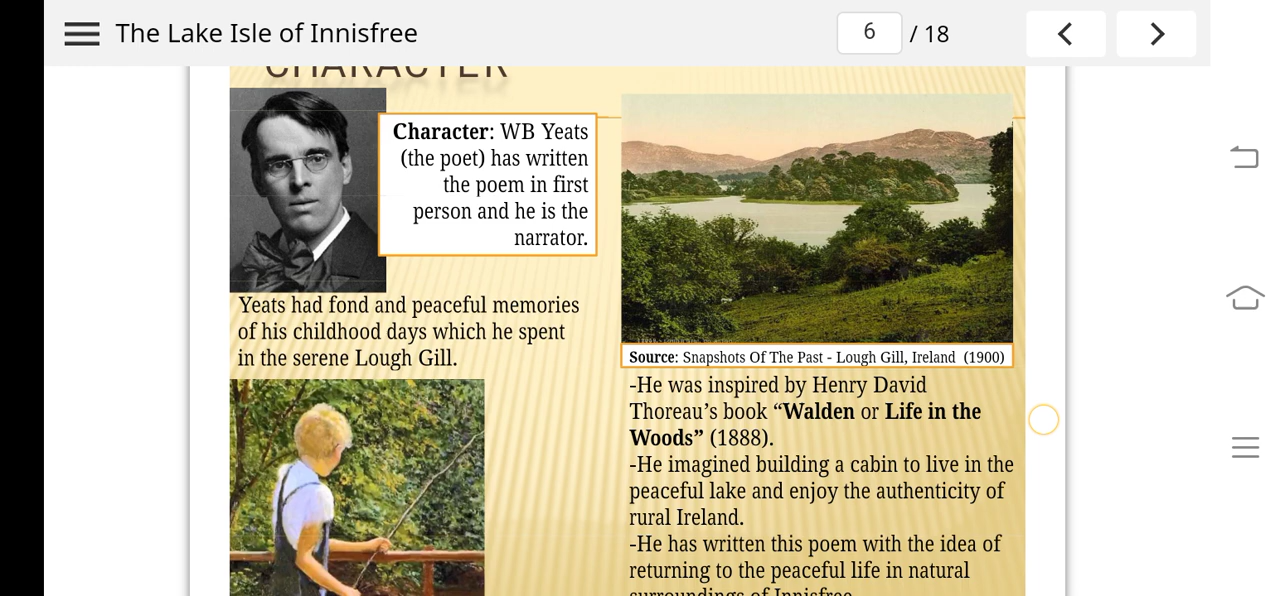 The Lake Isle of Innisfree
6 / 18
CHARACTER
Character: WB Yeats
(the poet) has written
the poem in first
person and he is the
narrator.
Yeats had fond and peaceful memories
of his childhood days which he spent
in the serene Lough Gill.
Source: Snapshots Of The Past - Lough Gill, Ireland (1900)
-He was inspired by Henry David
Thoreau’s book “Walden or Life in the
Woods” (1888).
-He imagined building a cabin to live in the
peaceful lake and enjoy the authenticity of
rural Ireland.
-He has written this poem with the idea of
returning to the peaceful life in natural
surroundings of Innisfree